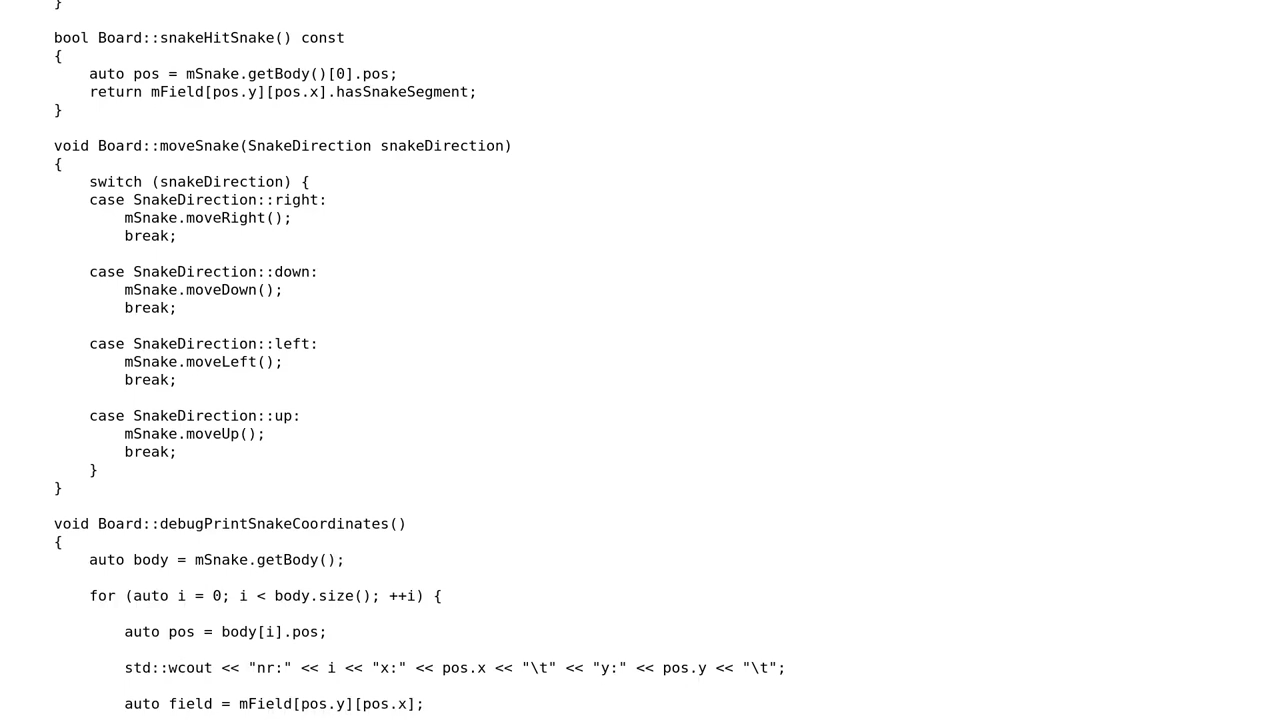 }
bool Board::snakeHitSnake() const
{
    auto pos = mSnake.getBody()[0].pos;
    return mField[pos.y][pos.x].hasSnakeSegment;
}
void Board::moveSnake(SnakeDirection snakeDirection)
{
    switch (snakeDirection) {
    case SnakeDirection::right:
        mSnake.moveRight();
        break;
    case SnakeDirection::down:
        mSnake.moveDown();
        break;
    case SnakeDirection::left:
        mSnake.moveLeft();
        break;
    case SnakeDirection::up:
        mSnake.moveUp();
        break;
    }
}
void Board::debugPrintSnakeCoordinates()
{
    auto body = mSnake.getBody();
    for (auto i = 0; i < body.size(); ++i) {
        auto pos = body[i].pos;
        std::wcout << "nr:" << i << "x:" << pos.x << "\t" << "y:" << pos.y << "\t";
        auto field = mField[pos.y][pos.x];